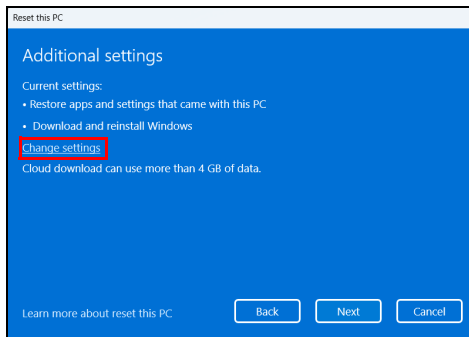 Reset this PC
Additional settings
Current settings:
• Restore apps and settings that came with this PC
• Download and reinstall Windows
Change settings
Cloud download can use more than 4 GB of data.
Learn more about reset this PC
Back
Next
Cancel